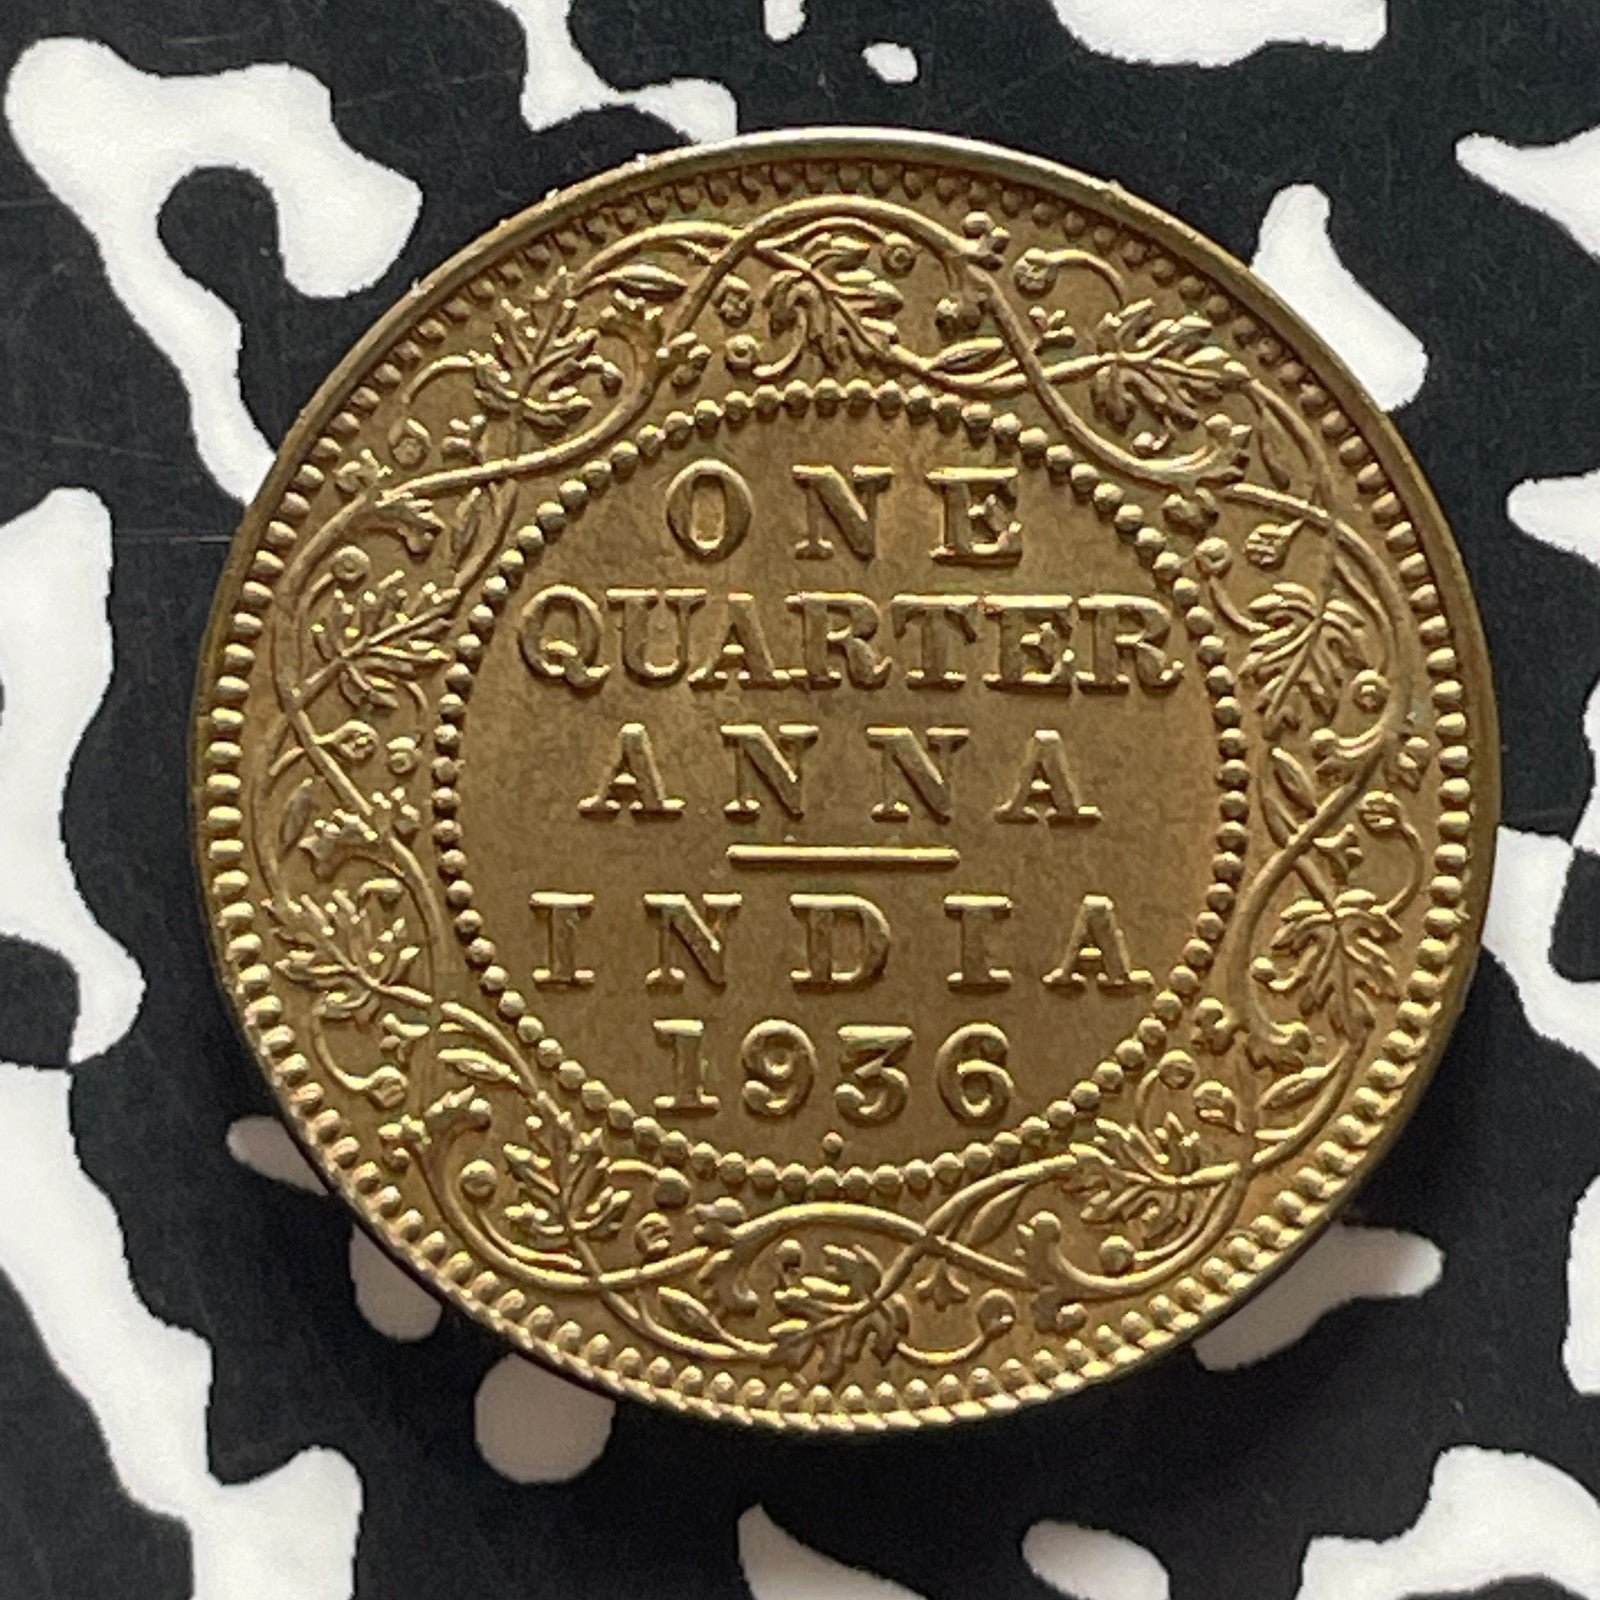 ONE
QUARTER
ANNA
INDIA
1936